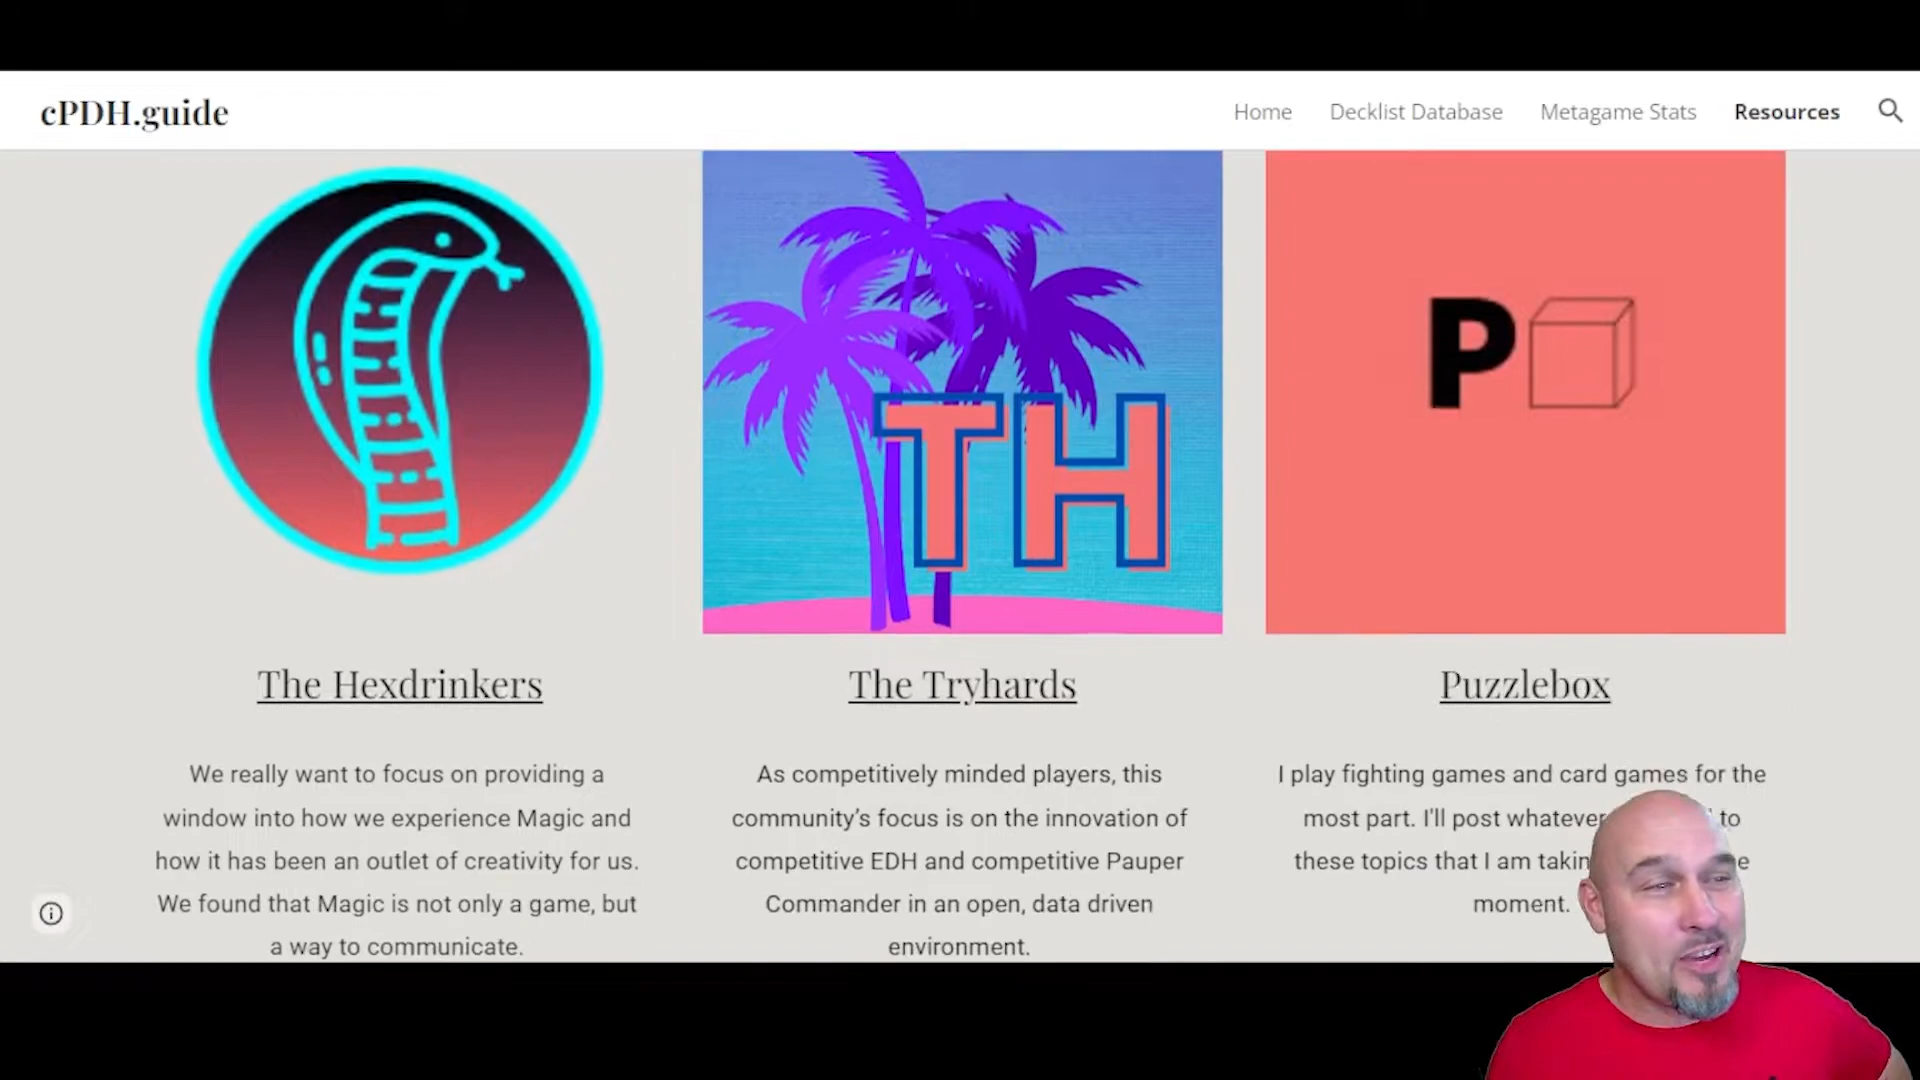 cPDH.guide
Home Decklist Database Metagame Stats Resources
TH
P
The Hexdrinkers
The Tryhards
Puzzlebox
We really want to focus on providing a
window into how we experience Magic and
how it has been an outlet of creativity for us.
We found that Magic is not only a game, but
a way to communicate.
As competitively minded players, this
community’s focus is on the innovation of
competitive EDH and competitive Pauper
Commander in an open, data driven
environment.
I play fighting games and card games for the
most part. I'll post whatever to
these topics that I am
moment.